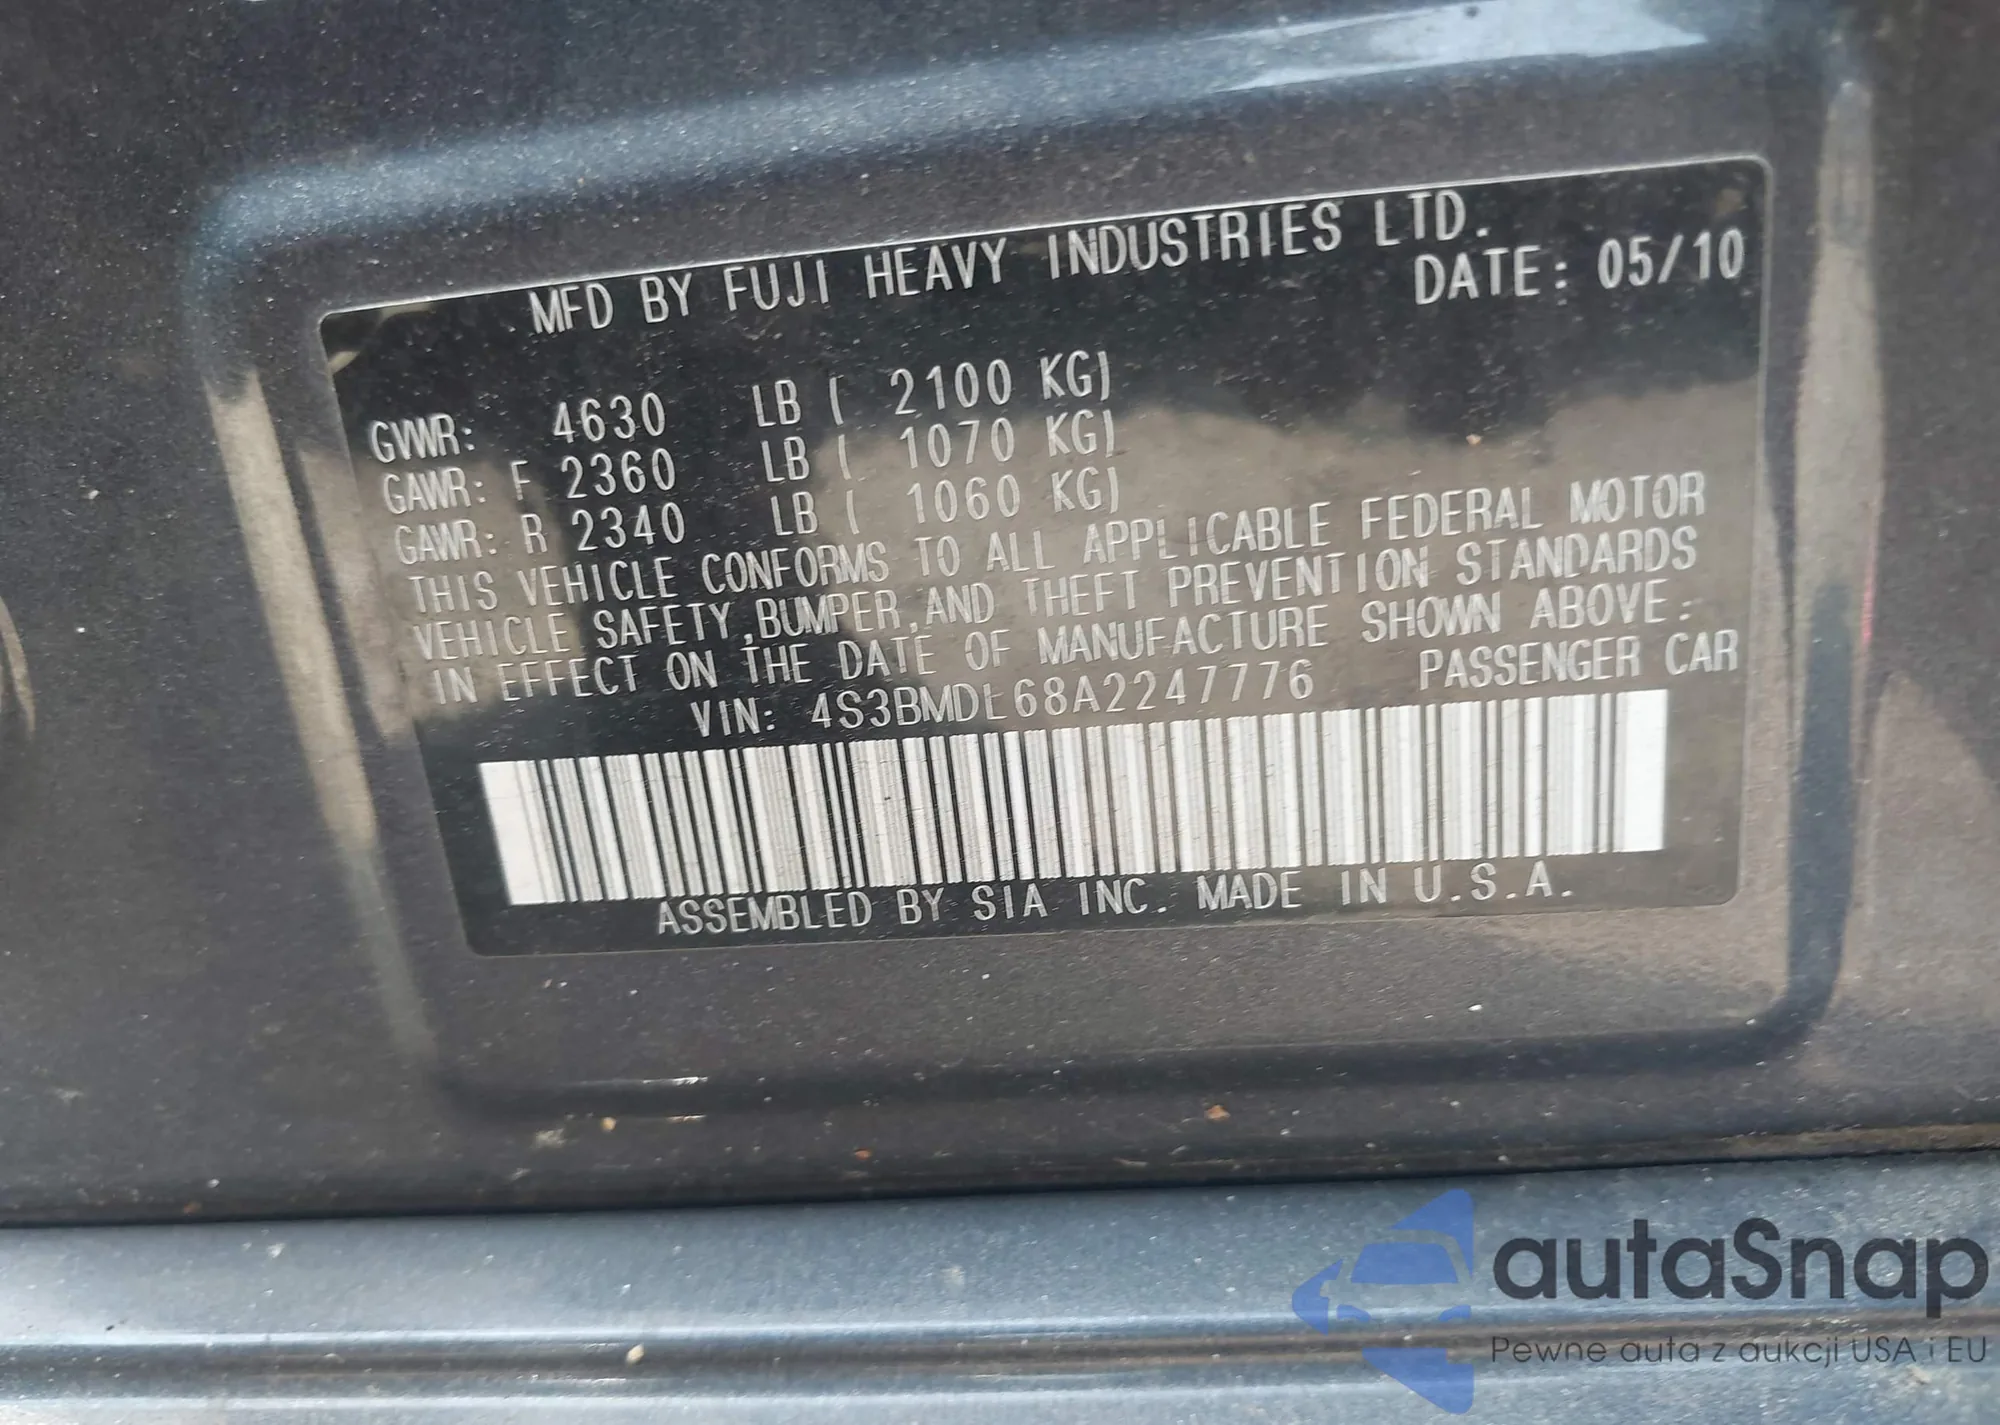 MFD BY FUJI HEAVY INDUSTRIES LTD.
DATE: 05/10
GVWR: 4630 LB ( 2100 KG)
GAWR: F 2360 LB ( 1070 KG)
GAWR: R 2340 LB ( 1060 KG)
THIS VEHICLE CONFORMS TO ALL APPLICABLE FEDERAL MOTOR
VEHICLE SAFETY,BUMPER,AND THEFT PREVENTION STANDARDS
IN EFFECT ON THE DATE OF MANUFACTURE SHOWN ABOVE.
VIN: 4S3BMDL68A2247776 PASSENGER CAR
ASSEMBLED BY SIA INC. MADE IN U.S.A.
autaSnap
Pewne auta z aukcji USA i EU